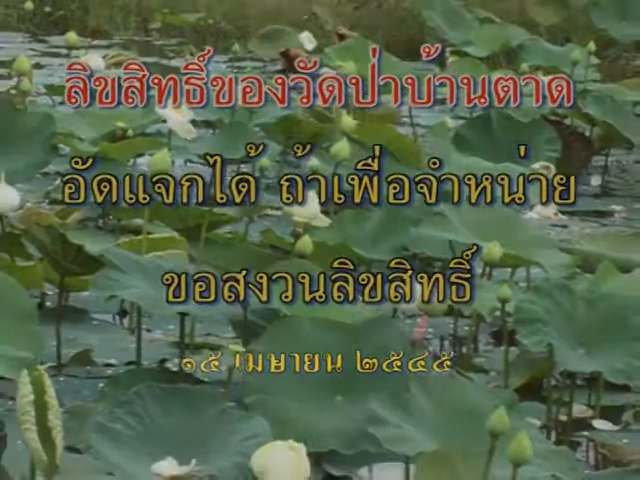 ลิขสิทธิ์ของวัดป่าบ้านตาด
อัดแจกได้ ถ้าเพื่อจำหน่าย
ขอสงวนลิขสิทธิ์
๑๕ เมษายน ๒๕๔๕